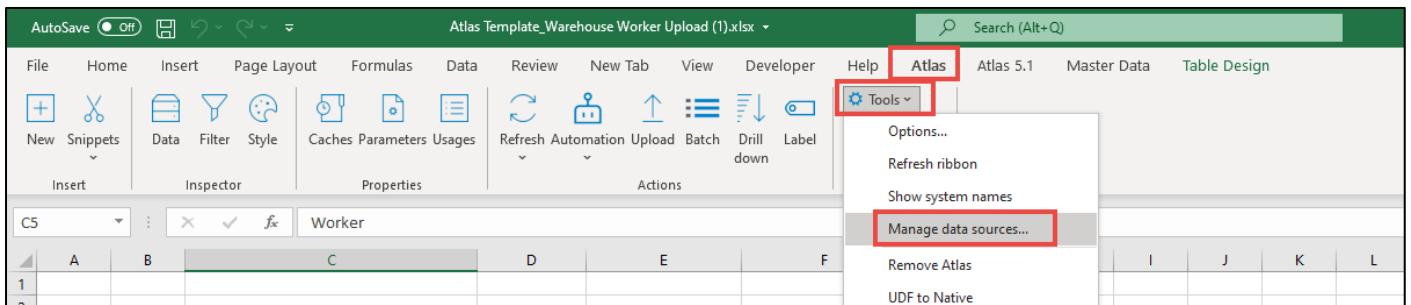 AutoSave Off Atlas Template_Warehouse Worker Upload (1).xlsx Search (Alt+Q)
File Home Insert Page Layout Formulas Data Review New Tab View Developer Help Atlas Atlas 5.1 Master Data Table Design
New Snippets Data Filter Style Caches Parameters Usages Refresh Automation Upload Batch Drill down Label
Insert Inspector Properties Actions
Tools
Options...
Refresh ribbon
Show system names
Manage data sources...
Remove Atlas
UDF to Native
C5 fx Worker
A B C D E F I J K L
1